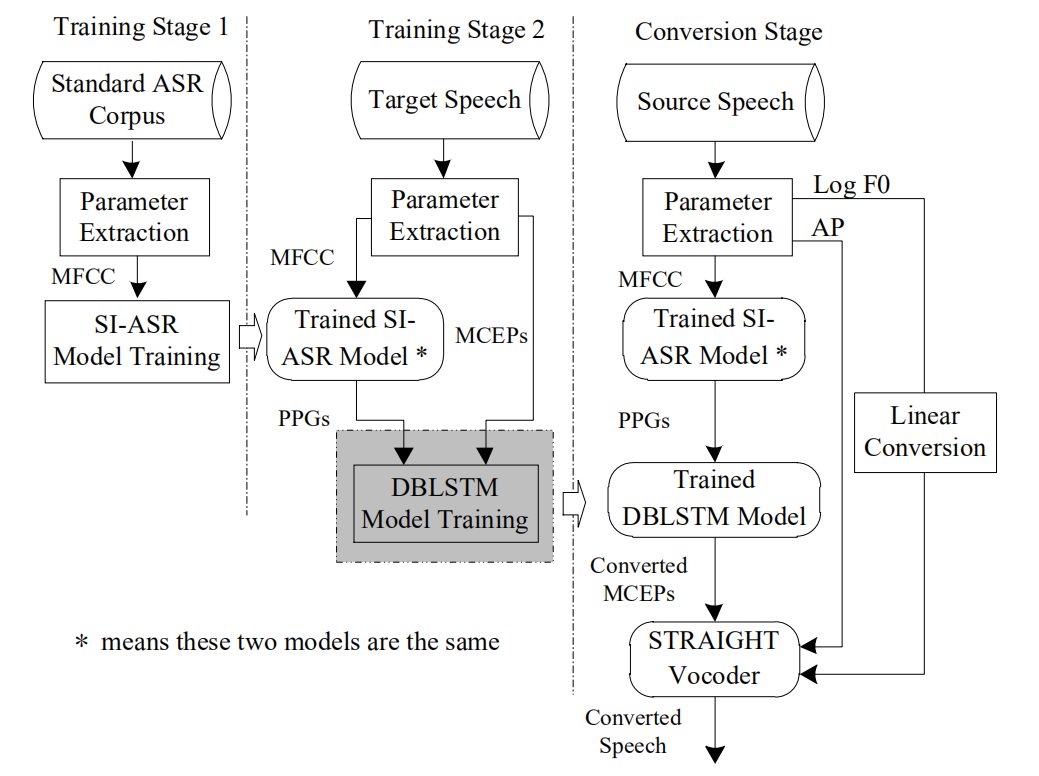 Training Stage 1
Standard ASR
Corpus
Parameter
Extraction
MFCC
SI-ASR
Model Training
Training Stage 2
Target Speech
Parameter
Extraction
MFCC
Trained SI-
ASR Model *
MCEPs
PPGs
DBLSTM
Model Training
Conversion Stage
Source Speech
Parameter
Extraction
Log F0
AP
MFCC
Trained SI-
ASR Model *
PPGs
Linear
Conversion
Trained
DBLSTM Model
Converted
MCEPs
STRAIGHT
Vocoder
Converted
Speech
* means these two models are the same